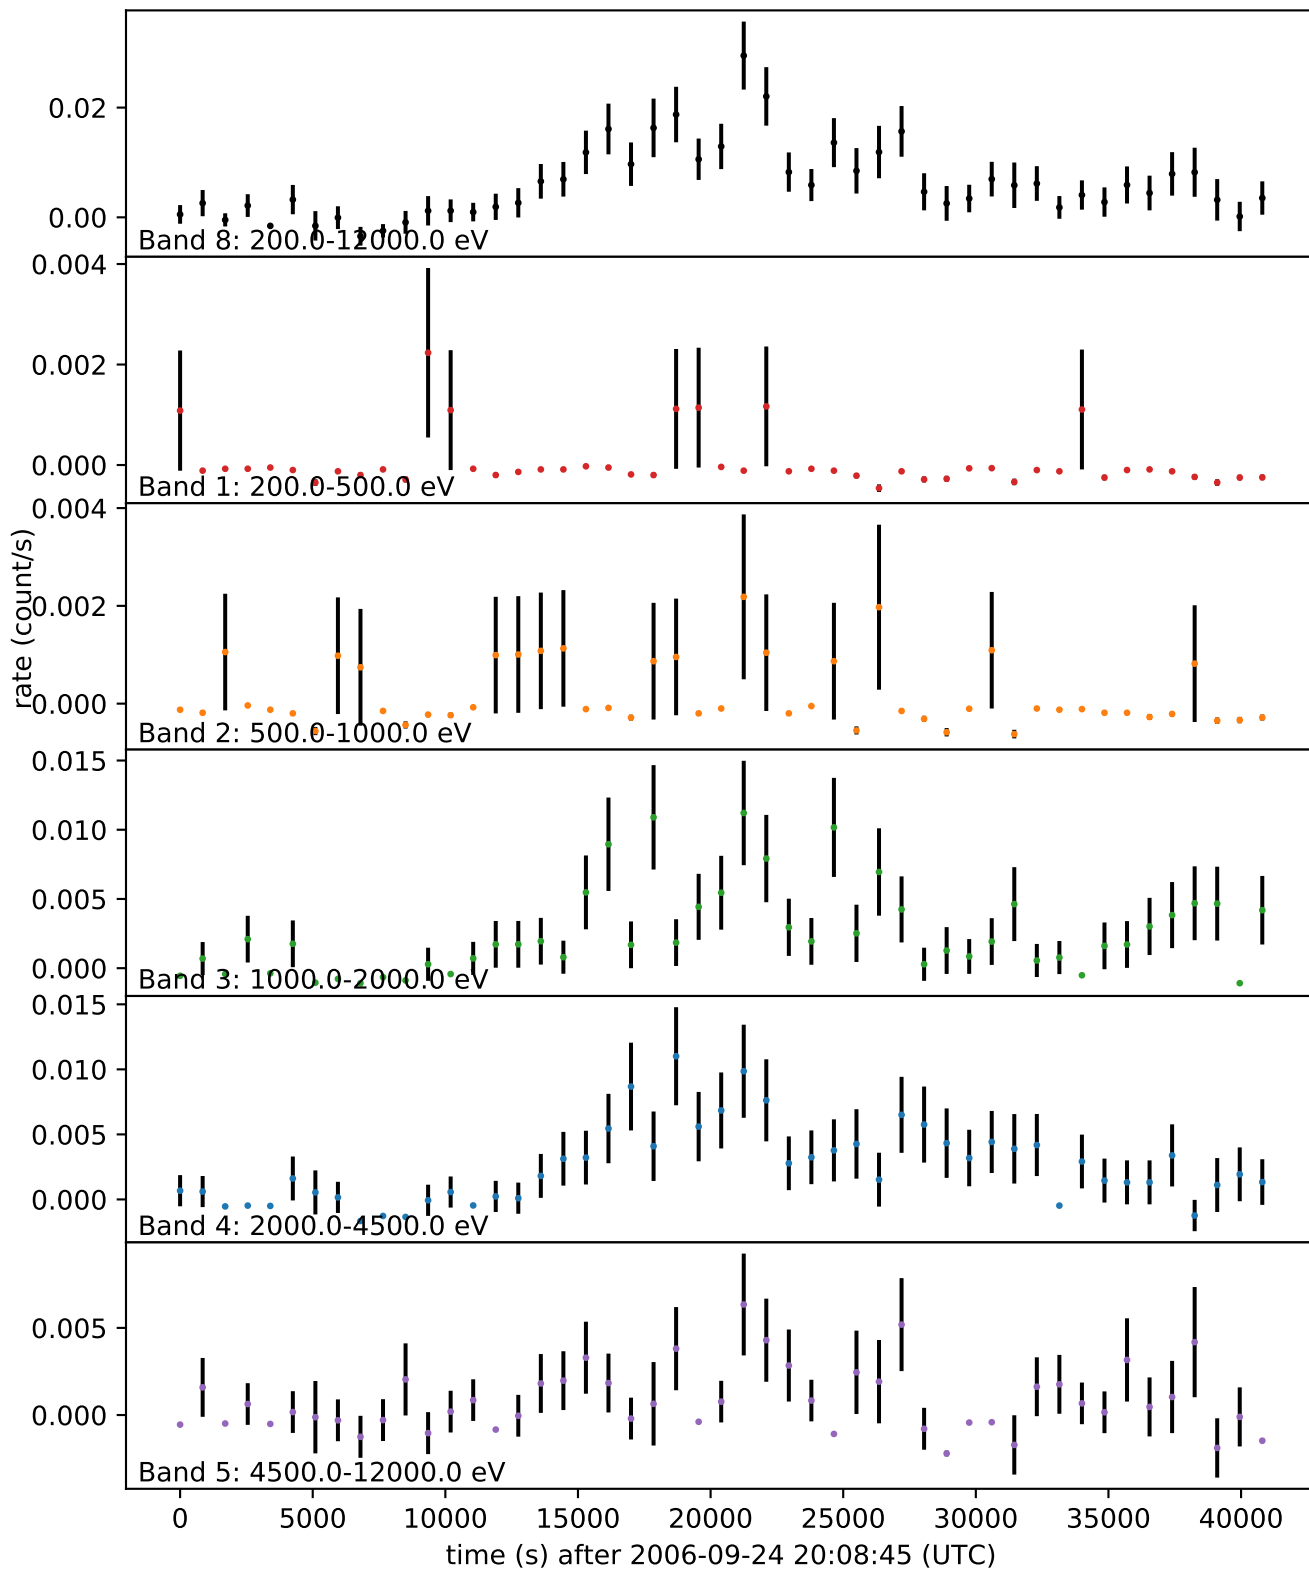 0.02
0.00
Band 8: 200.0-12000.0 eV
0.004
0.002
0.000
Band 1: 200.0-500.0 eV
0.004
0.002
0.000
Band 2: 500.0-1000.0 eV
rate (count/s)
0.015
0.010
0.005
0.000
Band 3: 1000.0-2000.0 eV
0.015
0.010
0.005
0.000
Band 4: 2000.0-4500.0 eV
0.005
0.000
Band 5: 4500.0-12000.0 eV
0 5000 10000 15000 20000 25000 30000 35000 40000
time (s) after 2006-09-24 20:08:45 (UTC)